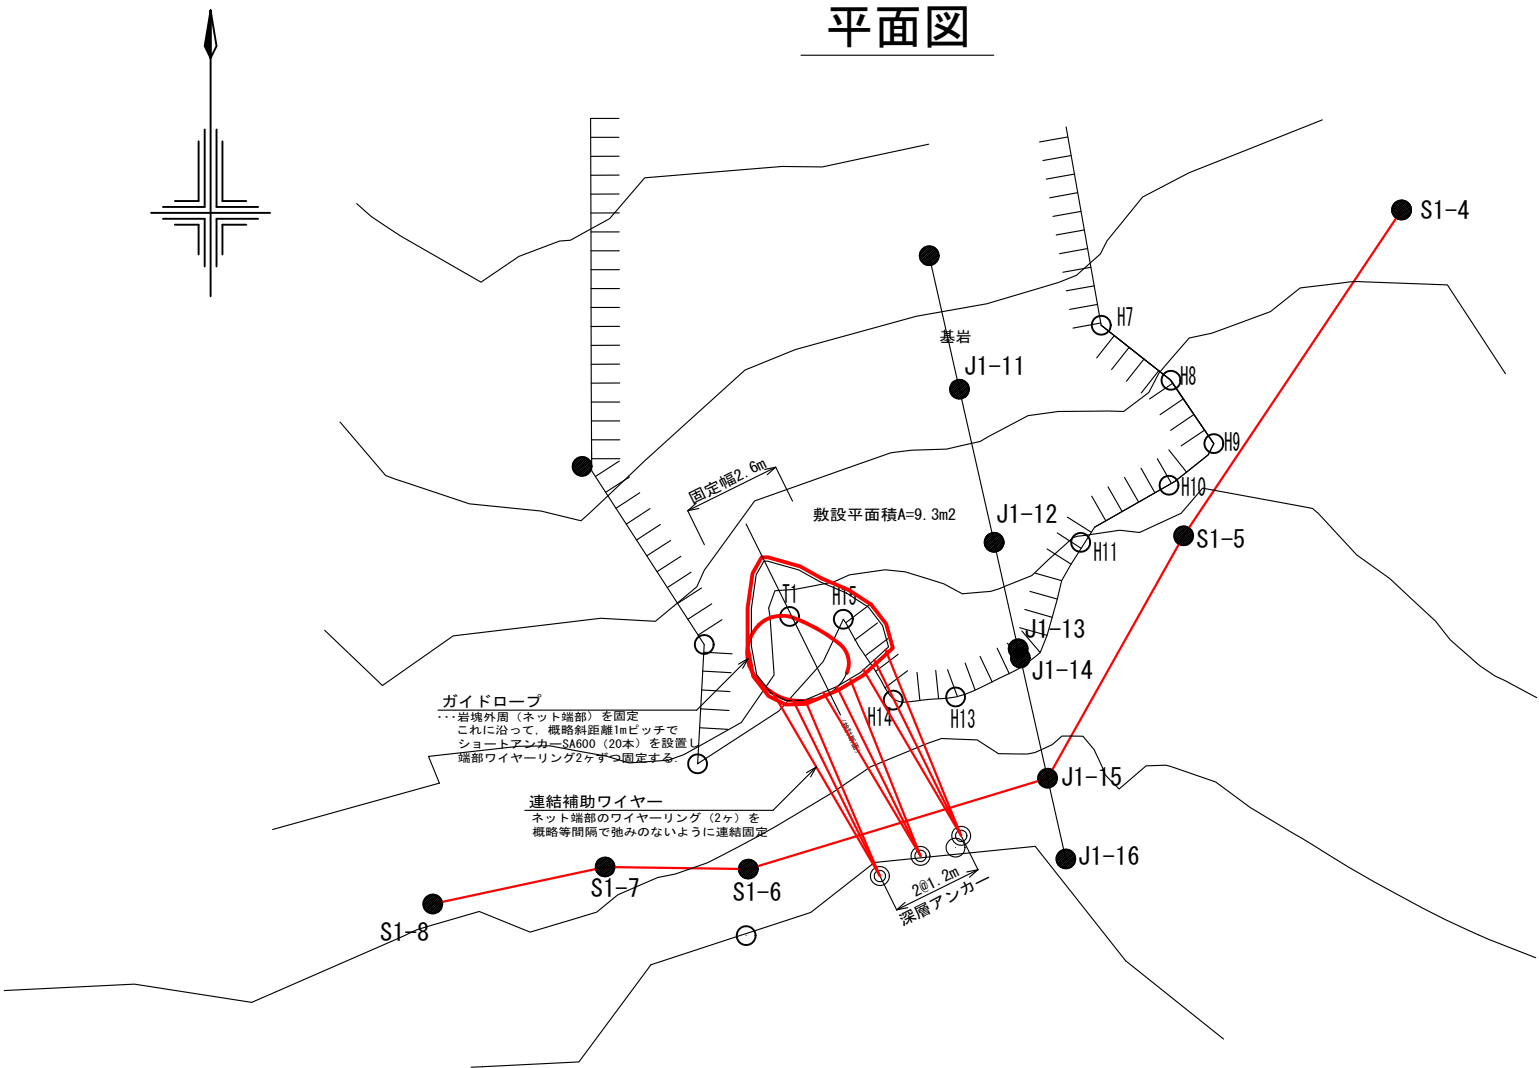 平面図
S1-4
H7
基岩
J1-11
H8
H9
固定幅2.6m
H10
敷設平面積A=9.3m2
J1-12
S1-5
H11
T1
H15
J1-13
J1-14
ガイドロープ
H14
H13
・・・岩塊外周（ネット端部）を固定
これに沿って、概略斜距離1mピッチで
ショートアンカーSA600（20本）を設置し
端部ワイヤーリング2ヶずつ固定する.
J1-15
連結補助ワイヤー
ネット端部のワイヤーリング（2ヶ）を
概略等間隔で弛みのないように連結固定
J1-16
S1-7
S1-6
2@1.2m
深層アンカー
S1-8